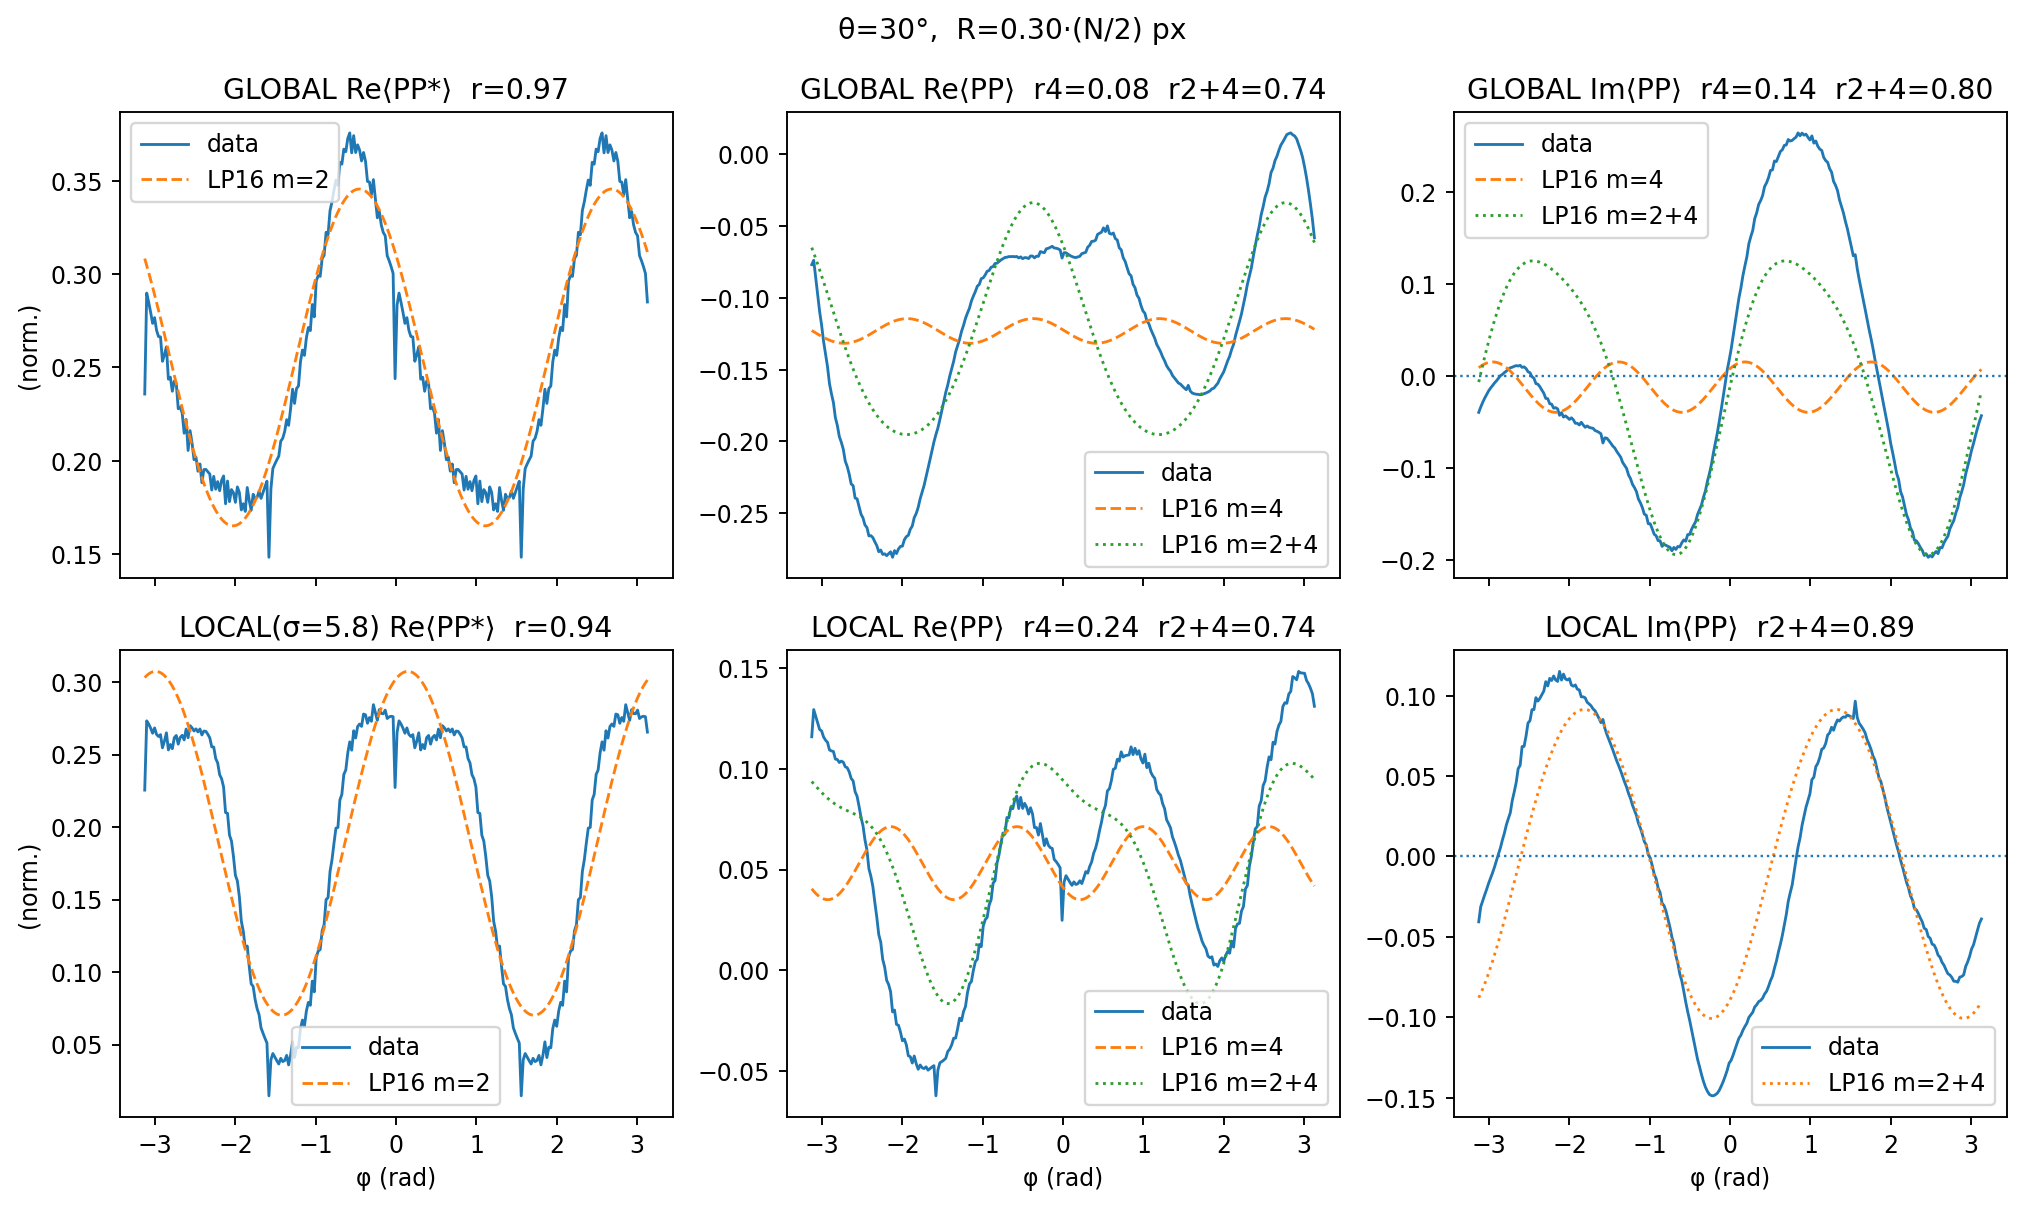 θ=30°,  R=0.30·(N/2) px
GLOBAL Re⟨PP*⟩  r=0.97
GLOBAL Re⟨PP⟩  r4=0.08  r2+4=0.74
GLOBAL Im⟨PP⟩  r4=0.14  r2+4=0.80
data
LP16 m=2
(norm.)
0.35
0.30
0.25
0.20
0.15
0.00
−0.05
−0.10
−0.15
−0.20
−0.25
data
LP16 m=4
LP16 m=2+4
data
LP16 m=4
LP16 m=2+4
0.2
0.1
0.0
−0.1
−0.2
LOCAL(σ=5.8) Re⟨PP*⟩  r=0.94
LOCAL Re⟨PP⟩  r4=0.24  r2+4=0.74
LOCAL Im⟨PP⟩  r2+4=0.89
(norm.)
0.30
0.25
0.20
0.15
0.10
0.05
data
LP16 m=2
−3 −2 −1 0 1 2 3
φ (rad)
0.15
0.10
0.05
0.00
−0.05
data
LP16 m=4
LP16 m=2+4
−3 −2 −1 0 1 2 3
φ (rad)
0.10
0.05
0.00
−0.05
−0.10
−0.15
data
LP16 m=2+4
−3 −2 −1 0 1 2 3
φ (rad)